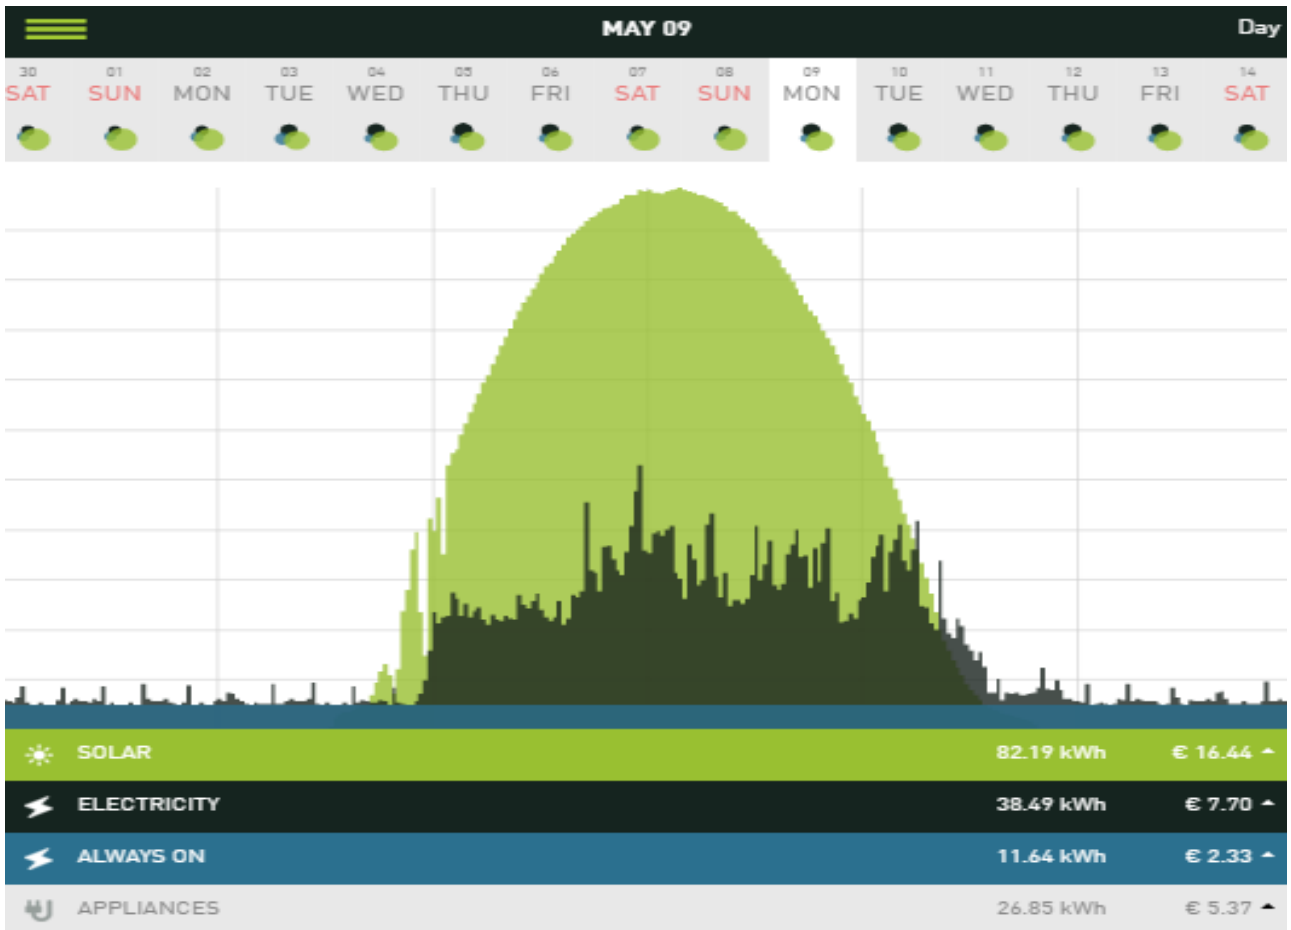 MAY 09 Day
30 01 02 03 04 05 06 07 08 09 10 11 12 13 14
SAT SUN MON TUE WED THU FRI SAT SUN MON TUE WED THU FRI SAT
SOLAR 82.19 kWh € 16.44
ELECTRICITY 38.49 kWh € 7.70
ALWAYS ON 11.64 kWh € 2.33
APPLIANCES 26.85 kWh € 5.37